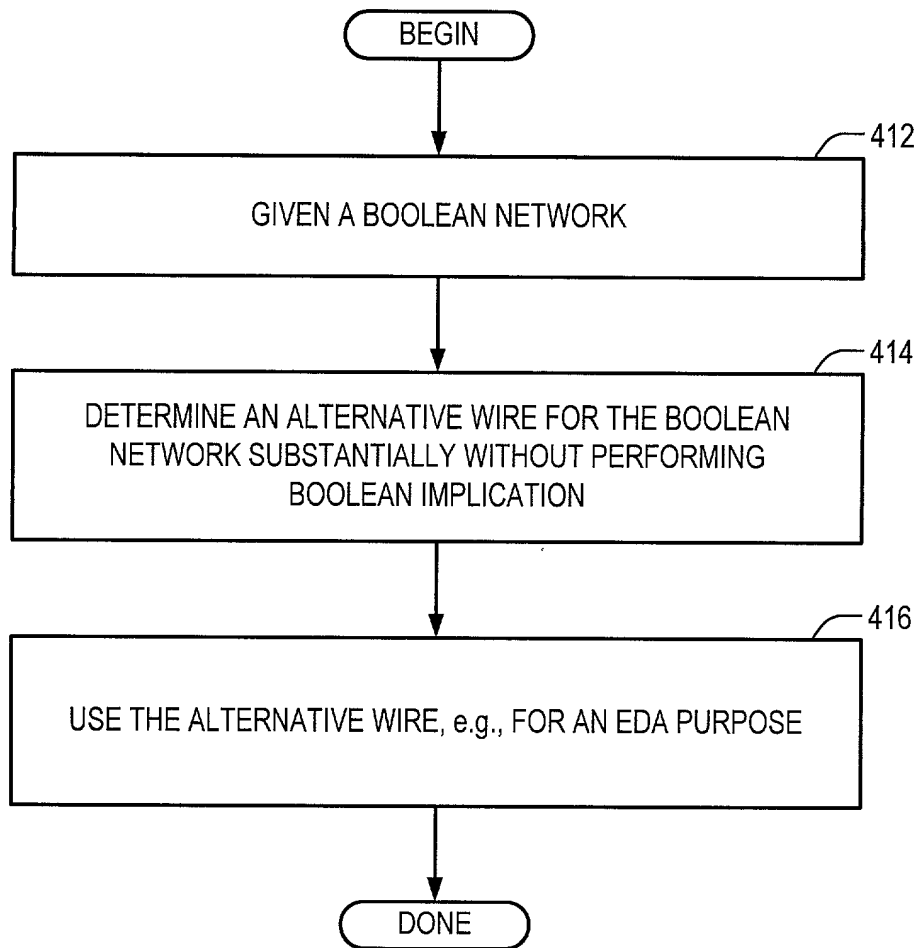 BEGIN
412
GIVEN A BOOLEAN NETWORK
414
DETERMINE AN ALTERNATIVE WIRE FOR THE BOOLEAN
NETWORK SUBSTANTIALLY WITHOUT PERFORMING
BOOLEAN IMPLICATION
416
USE THE ALTERNATIVE WIRE, e.g., FOR AN EDA PURPOSE
DONE